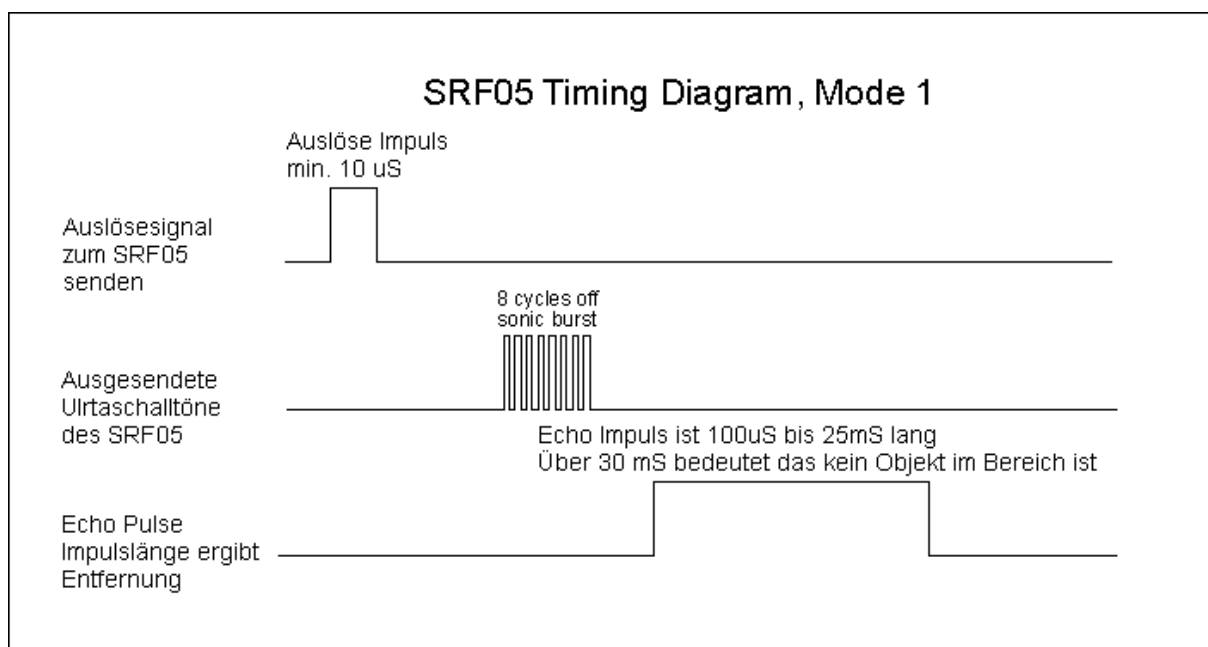 SRF05 Timing Diagram, Mode 1
Auslöse Impuls
min. 10 uS
Auslösesignal
zum SRF05
senden
8 cycles off
sonic burst
Ausgesendete
Ulrtaschalltöne
des SRF05
Echo Impuls ist 100uS bis 25mS lang
Über 30 mS bedeutet das kein Objekt im Bereich ist
Echo Pulse
Impulslänge ergibt
Entfernung